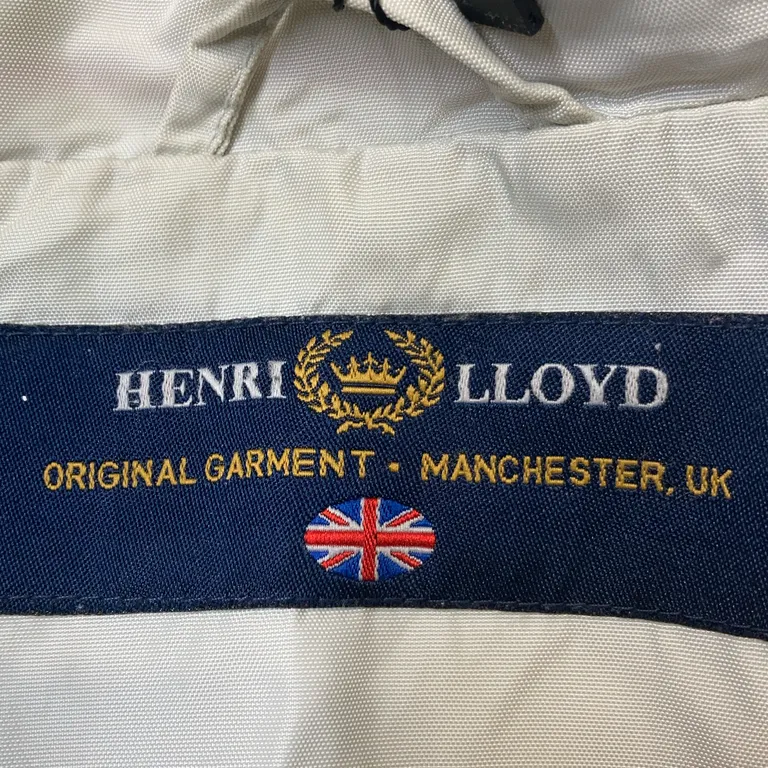 HENRI LLOYD
ORIGINAL GARMENT · MANCHESTER, UK